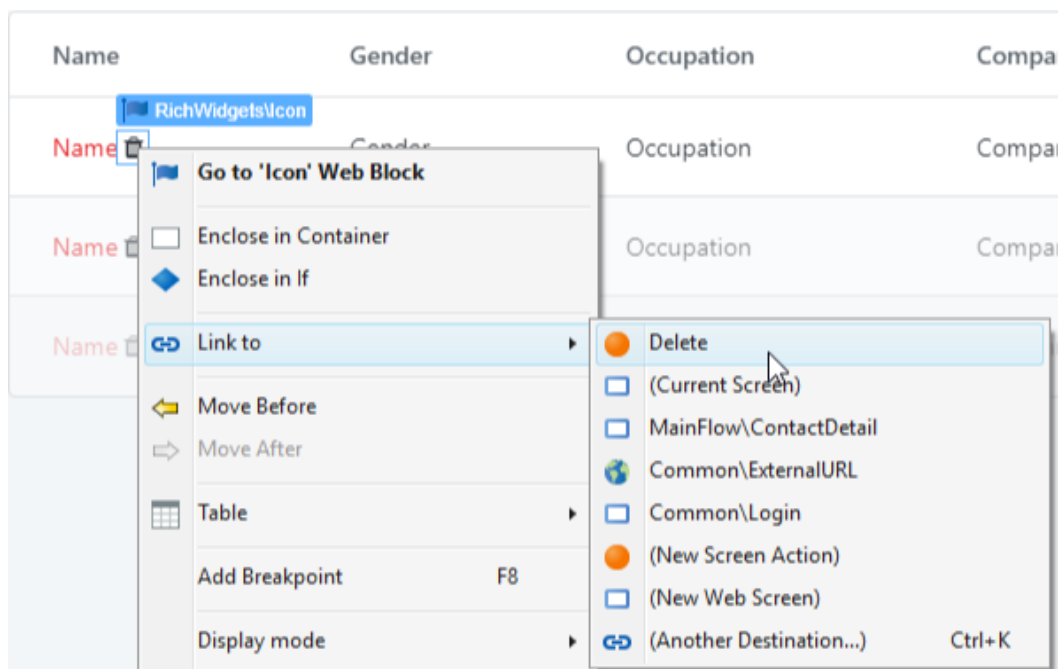 Name Gender Occupation Compa
RichWidgets\Icon
Name Gender Occupation Compa
Go to 'Icon' Web Block
Enclose in Container
Name Occupation Compa
Enclose in If
Link to
Name
Delete
(Current Screen)
Move Before
MainFlow\ContactDetail
Move After
Common\ExternalURL
Table
Common\Login
(New Screen Action)
Add Breakpoint F8
(New Web Screen)
Display mode
(Another Destination...) Ctrl+K